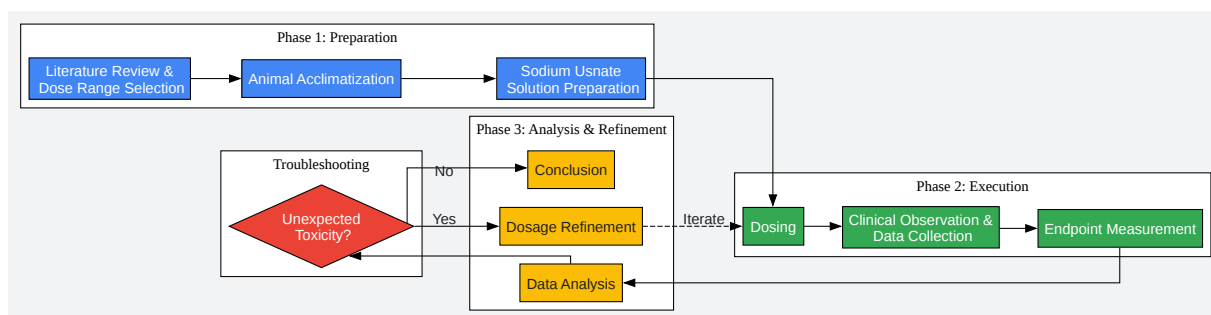 Phase 1: Preparation
Literature Review &
Dose Range Selection
Animal Acclimatization
Sodium Usnate
Solution Preparation
Phase 3: Analysis & Refinement
Troubleshooting
No
Conclusion
Unexpected
Toxicity?
Yes
Dosage Refinement
Iterate
Data Analysis
Phase 2: Execution
Dosing
Clinical Observation &
Data Collection
Endpoint Measurement